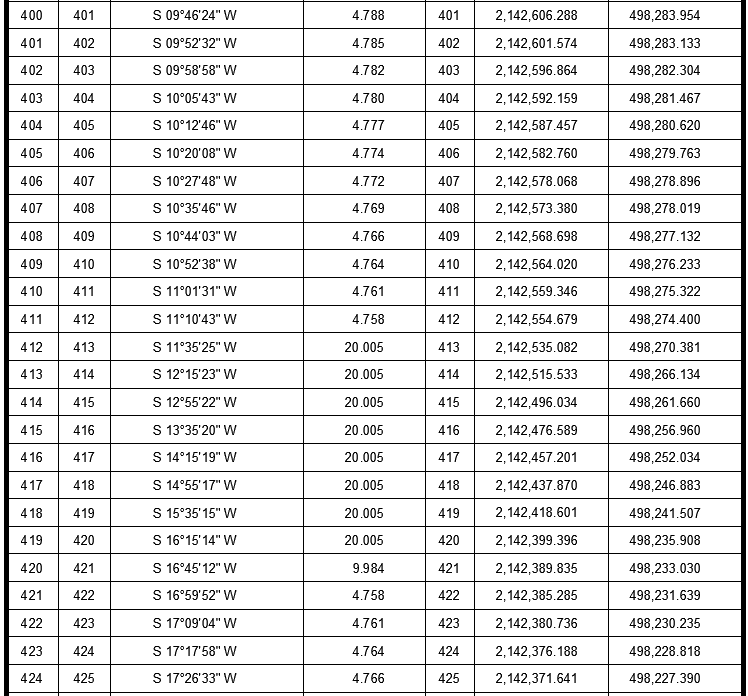 400 401 S 09°46'24" W 4.788 401 2,142,606.288 498,283.954
401 402 S 09°52'32" W 4.785 402 2,142,601.574 498,283.133
402 403 S 09°58'58" W 4.782 403 2,142,596.864 498,282.304
403 404 S 10°05'43" W 4.780 404 2,142,592.159 498,281.467
404 405 S 10°12'46" W 4.777 405 2,142,587.457 498,280.620
405 406 S 10°20'08" W 4.774 406 2,142,582.760 498,279.763
406 407 S 10°27'48" W 4.772 407 2,142,578.068 498,278.896
407 408 S 10°35'46" W 4.769 408 2,142,573.380 498,278.019
408 409 S 10°44'03" W 4.766 409 2,142,568.698 498,277.132
409 410 S 10°52'38" W 4.764 410 2,142,564.020 498,276.233
410 411 S 11°01'31" W 4.761 411 2,142,559.346 498,275.322
411 412 S 11°10'43" W 4.758 412 2,142,554.679 498,274.400
412 413 S 11°35'25" W 20.005 413 2,142,535.082 498,270.381
413 414 S 12°15'23" W 20.005 414 2,142,515.533 498,266.134
414 415 S 12°55'22" W 20.005 415 2,142,496.034 498,261.660
415 416 S 13°35'20" W 20.005 416 2,142,476.589 498,256.960
416 417 S 14°15'19" W 20.005 417 2,142,457.201 498,252.034
417 418 S 14°55'17" W 20.005 418 2,142,437.870 498,246.883
418 419 S 15°35'15" W 20.005 419 2,142,418.601 498,241.507
419 420 S 16°15'14" W 20.005 420 2,142,399.396 498,235.908
420 421 S 16°45'12" W 9.984 421 2,142,389.835 498,233.030
421 422 S 16°59'52" W 4.758 422 2,142,385.285 498,231.639
422 423 S 17°09'04" W 4.761 423 2,142,380.736 498,230.235
423 424 S 17°17'58" W 4.764 424 2,142,376.188 498,228.818
424 425 S 17°26'33" W 4.766 425 2,142,371.641 498,227.390